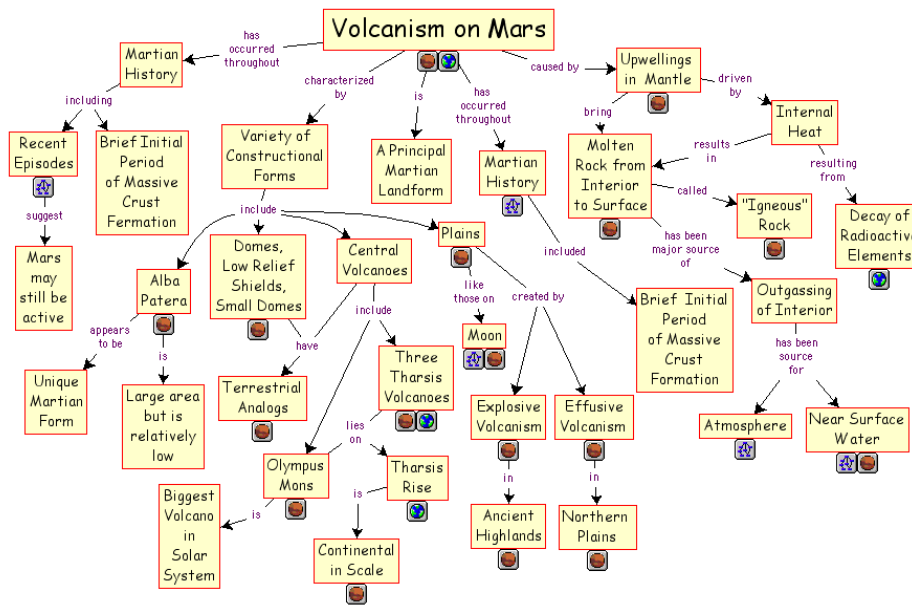 Volcanism on Mars
has
occurred
throughout
Martian
History
including
Recent
Episodes
Brief Initial
Period
of Massive
Crust
Fermation
suggest
Mars
may
still be
active
characterized
by
Variety of
Constructional
Forms
include
Alba
Patera
appears
to be
Unique
Martian
Form
is
Large area
but is
relatively
low
Domes,
Low Relief
Shields,
Small Domes
have
Terrestrial
Analogs
Central
Volcanoes
include
Three
Tharsis
Volcanoes
lies
on
Olympus
Mons
is
Biggest
Volcano
in
Solar
System
Tharsis
Rise
is
Continental
in Scale
Plains
like
those on
Moon
created by
Explosive
Volcanism
in
Ancient
Highlands
Effusive
Volcanism
in
Northern
Plains
is
A Principal
Martian
Landform
has
occurred
throughout
Martian
History
included
Brief Initial
Period
of Massive
Crust
Formation
caused by
Upwellings
in Mantle
bring
Molten
Rock from
Interior
to Surface
driven
by
Internal
Heat
results
in
resulting
from
Decay of
Radioactive
Elements
called
"Igneous"
Rock
has been
major source
of
Outgassing
of Interior
has been
source
for
Atmosphere
Near Surface
Water